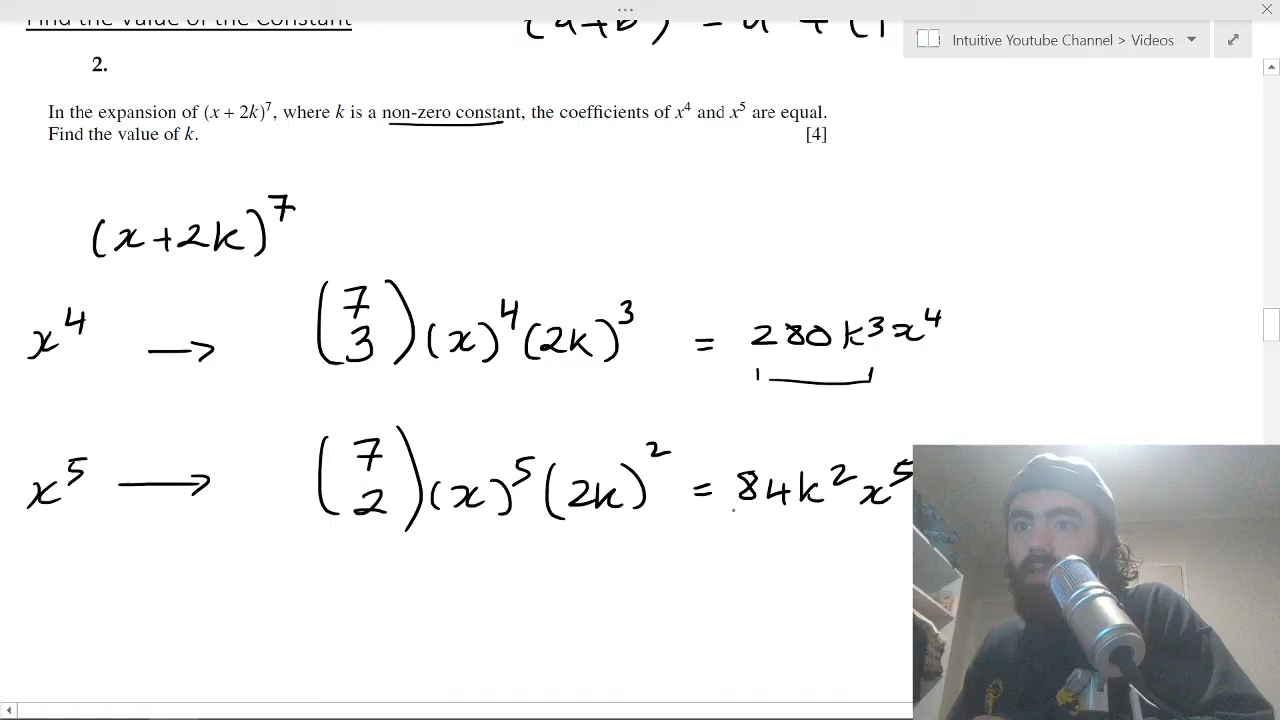 Find the Value of the Constant
(a+b) = a + (1
Intuitive Youtube Channel > Videos
2.
In the expansion of (x + 2k)⁷, where k is a non-zero constant, the coefficients of x⁴ and x⁵ are equal.
Find the value of k. [4]
(x+2k)⁷
x⁴ → (7 3)(x)⁴(2k)³ = 280k³x⁴
x⁵ → (7 2)(x)⁵(2k)² = 84k²x⁵